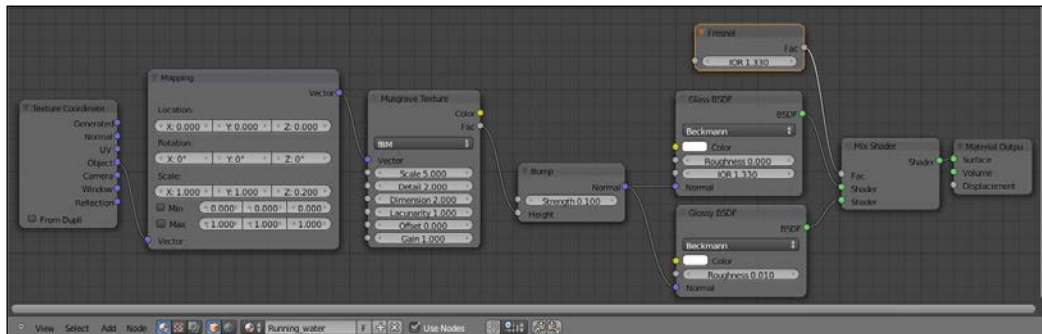 Texture Coordinate
Generated
Normal
UV
Object
Camera
Window
Reflection
From Dupli
Mapping
Vector
Location:
X: 0.000 Y: 0.000 Z: 0.000
Rotation:
X: 0° Y: 0° Z: 0°
Scale:
X: 1.000 Y: 1.000 Z: 0.200
Min 0.000 0.000 0.000
Max 1.000 1.000 1.000
Vector
Musgrave Texture
Color
Fac
fBM
Vector
Scale 5.000
Detail 2.000
Dimension 2.000
Lacunarity 1.000
Offset 0.000
Gain 1.000
Bump
Normal
Strength 0.100
Height
Fresnel
Fac
IOR 1.330
Glass BSDF
BSDF
Beckmann
Color
Roughness 0.000
IOR 1.330
Normal
Glossy BSDF
BSDF
Beckmann
Color
Roughness 0.010
Normal
Mix Shader
Shader
Fac
Shader
Shader
Material Outpu
Surface
Volume
Displacement
View Select Add Node Running_water F Use Nodes